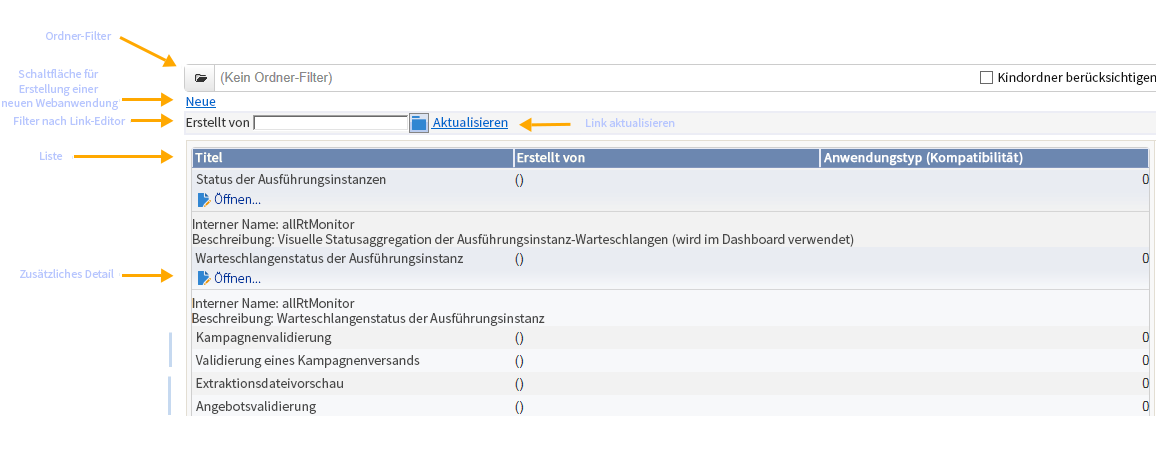 Ordner-Filter
(Kein Ordner-Filter)
Kindordner berücksichtigen
Schaltfläche für
Erstellung einer
neuen Webanwendung
Neue
Filter nach Link-Editor
Erstellt von
Aktualisieren
Link aktualisieren
Liste
Titel Erstellt von Anwendungstyp (Kompatibilität)
Status der Ausführungsinstanzen () 0
Öffnen...
Interner Name: allRtMonitor
Beschreibung: Visuelle Statusaggregation der Ausführungsinstanz-Warteschlangen (wird im Dashboard verwendet)
Warteschlangenstatus der Ausführungsinstanz () 0
Zusätzliches Detail
Öffnen...
Interner Name: allRtMonitor
Beschreibung: Warteschlangenstatus der Ausführungsinstanz
Kampagnenvalidierung () 0
Validierung eines Kampagnenversands () 0
Extraktionsdateivorschau () 0
Angebotsvalidierung () 0